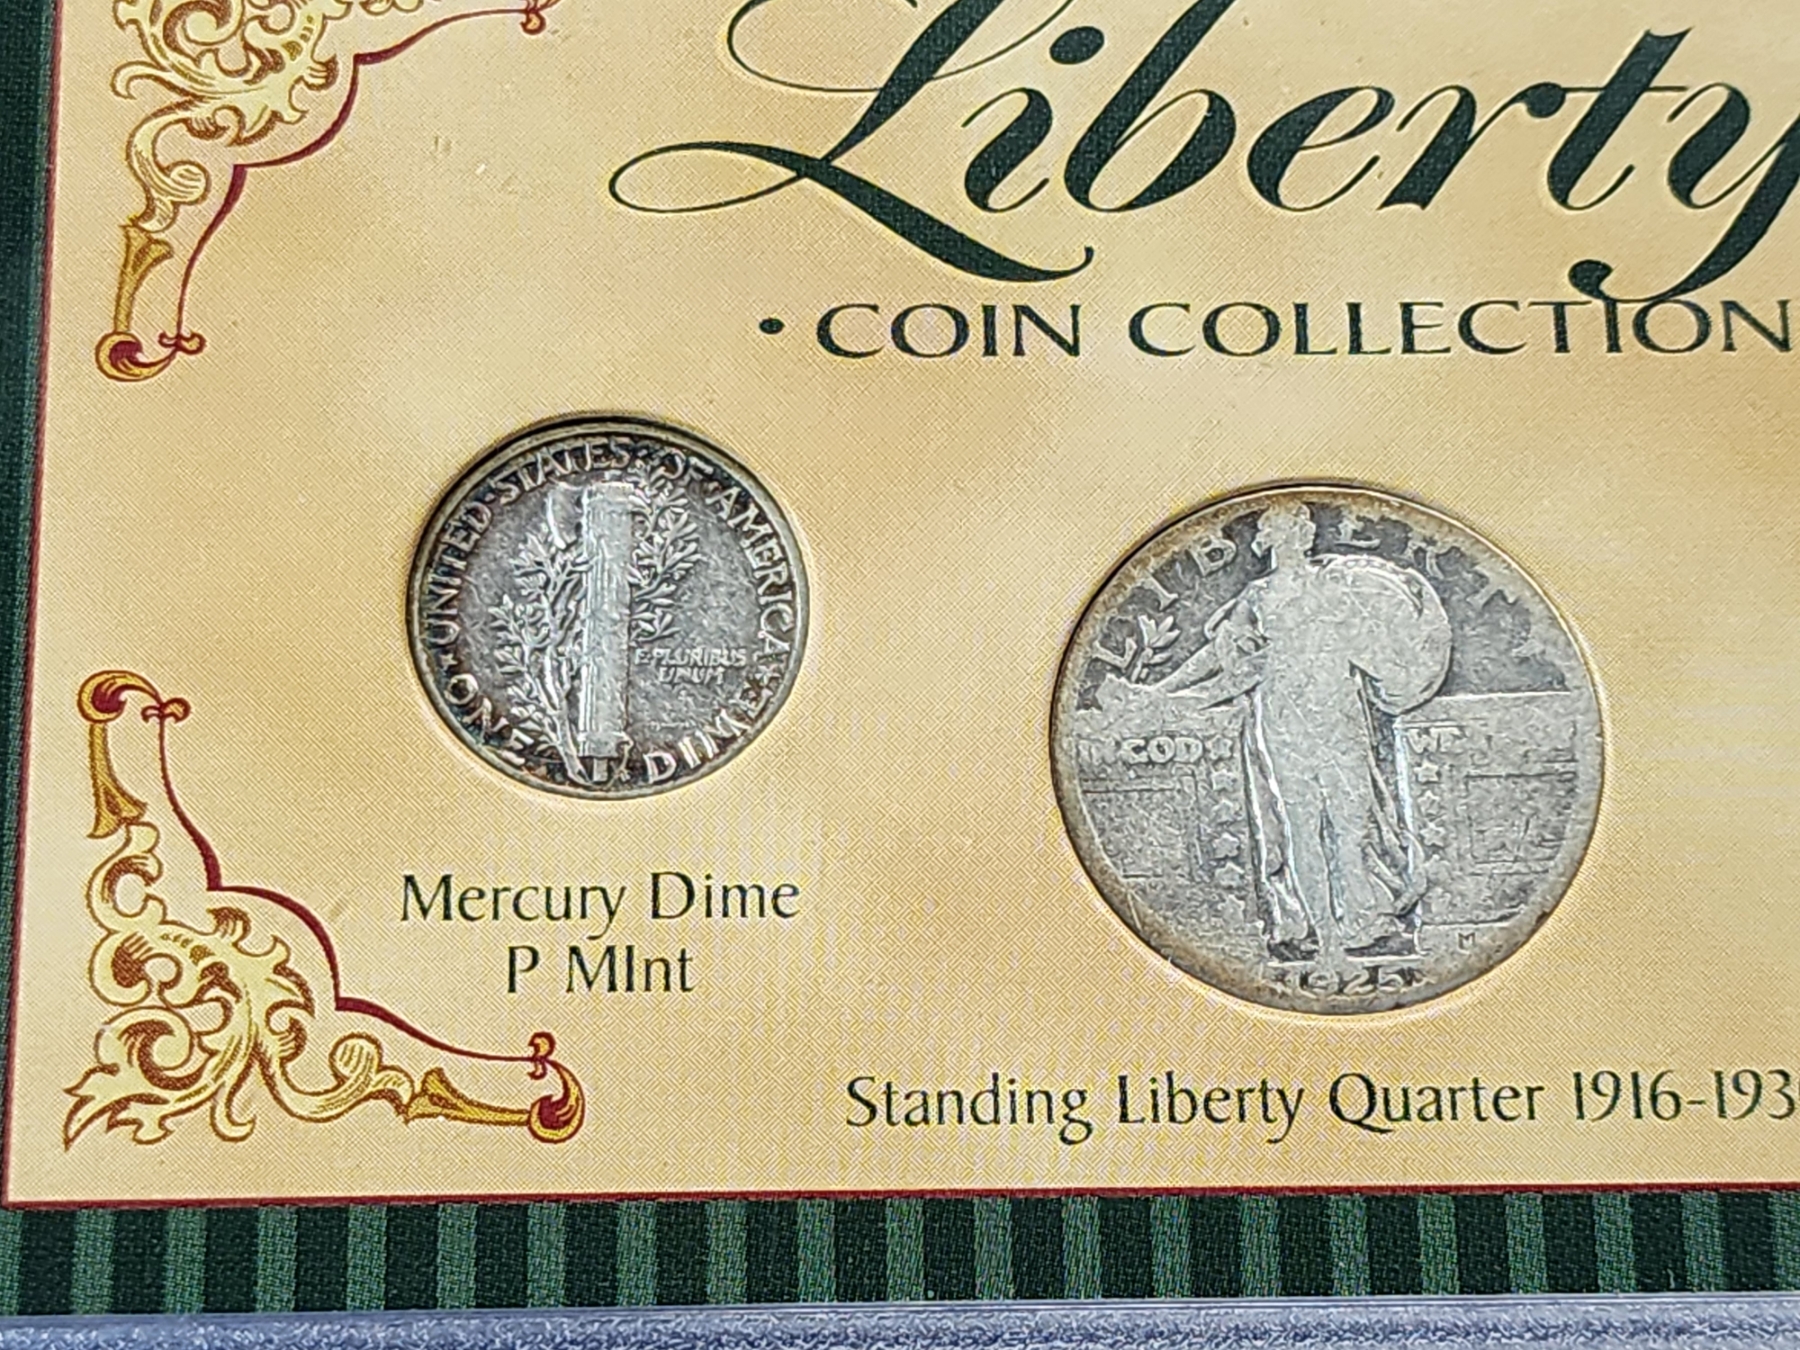 Liberty
• COIN COLLECTION
UNITED·STATES·OF·AMERICA
E·PLURIBUS
UNUM
ONE DIME
Mercury Dime
P MInt
LIBERTY
IN GOD WE
M
1925
Standing Liberty Quarter 1916-193